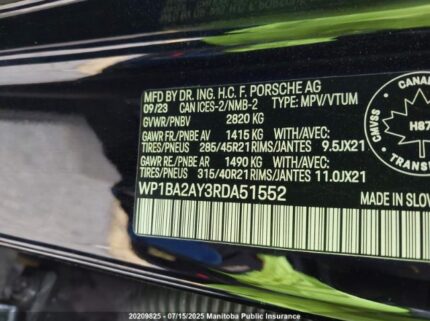 MFD BY DR. ING. H.C. F. PORSCHE AG
09/23 CAN ICES-2/NMB-2 TYPE: MPV/VTUM
GVWR/PNBV 2820 KG
GAWR FR/PNBE AV 1415 KG WITH/AVEC:
TIRES/PNEUS 285/45R21 RIMS/JANTES 9.5JX21
GAWR RR/PNBE AR 1490 KG WITH/AVEC:
TIRES/PNEUS 315/40R21 RIMS/JANTES 11.0JX21
WP1BA2AY3RDA51552
MADE IN SLOV
CANA
CMVSS
H87
TRANS
20209825 - 07/15/2025 Manitoba Public Insurance